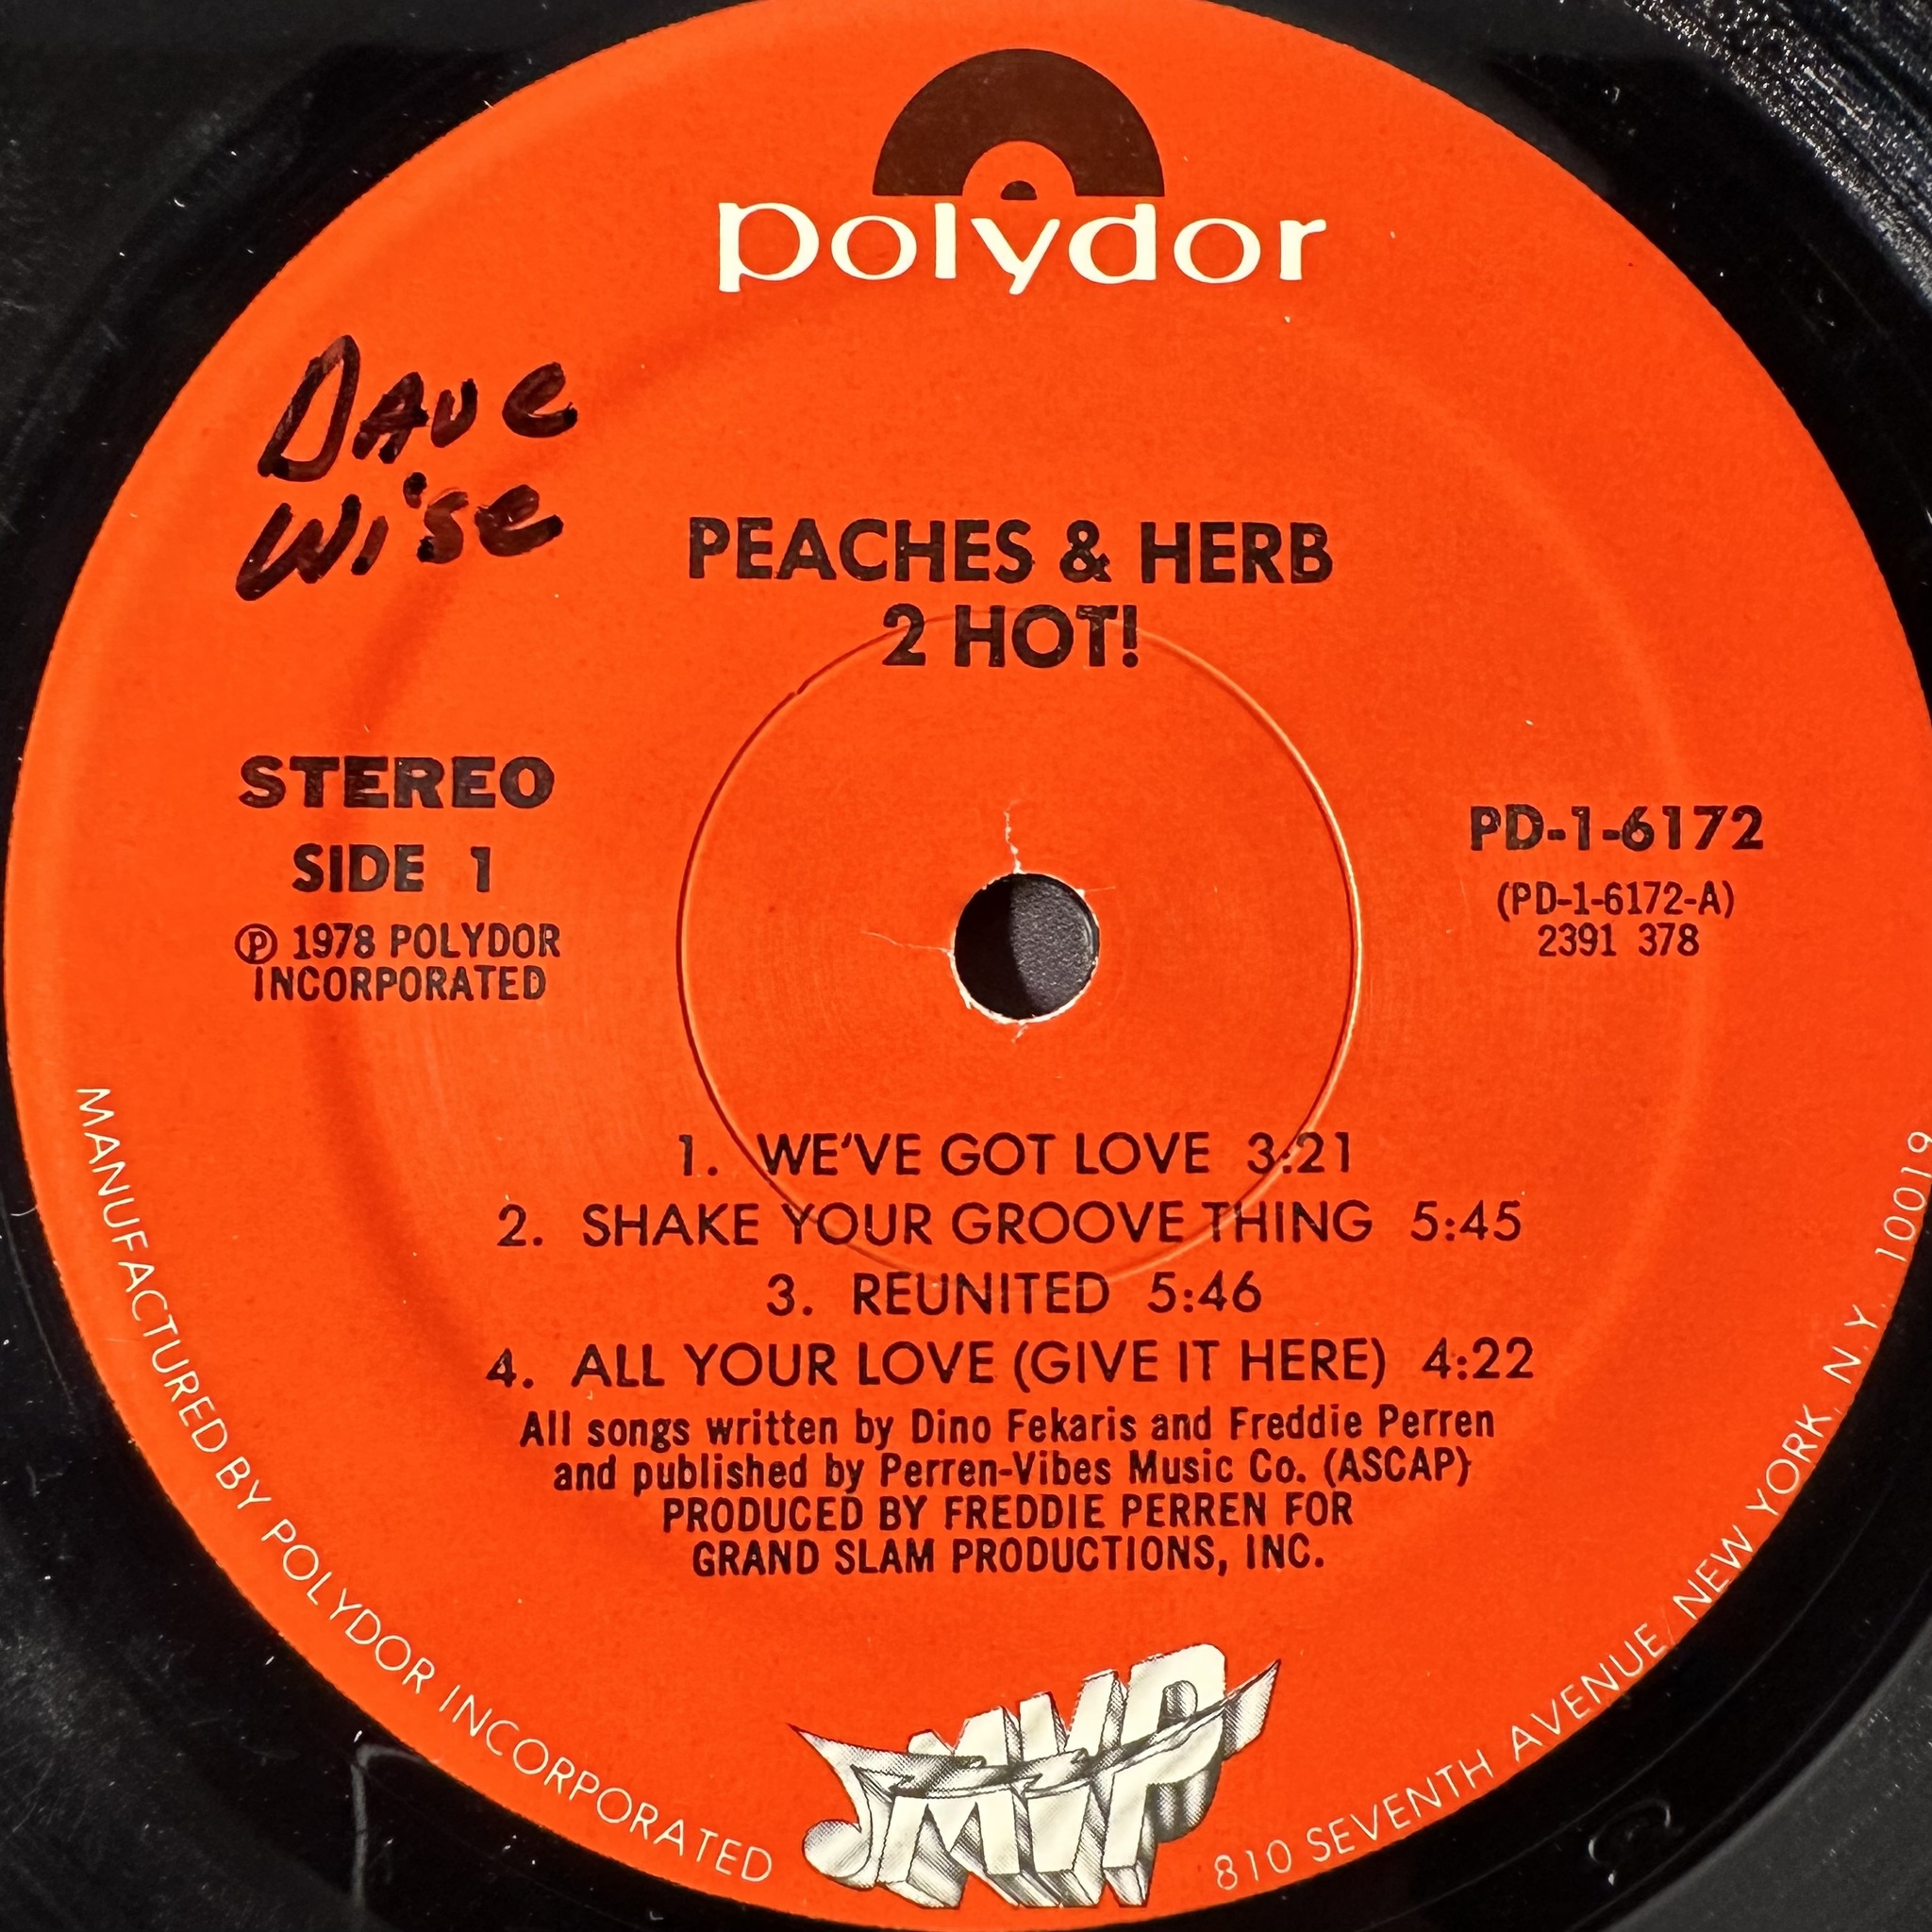 polydor
Dave
Wise
PEACHES & HERB
2 HOT!
STEREO
SIDE 1
℗ 1978 POLYDOR
INCORPORATED
PD-1-6172
(PD-1-6172-A)
2391 378
1. WE'VE GOT LOVE 3:21
2. SHAKE YOUR GROOVE THING 5:45
3. REUNITED 5:46
4. ALL YOUR LOVE (GIVE IT HERE) 4:22
All songs written by Dino Fekaris and Freddie Perren
and published by Perren-Vibes Music Co. (ASCAP)
PRODUCED BY FREDDIE PERREN FOR
GRAND SLAM PRODUCTIONS, INC.
MVP
MANUFACTURED BY POLYDOR INCORPORATED
810 SEVENTH AVENUE, NEW YORK, N.Y. 10019